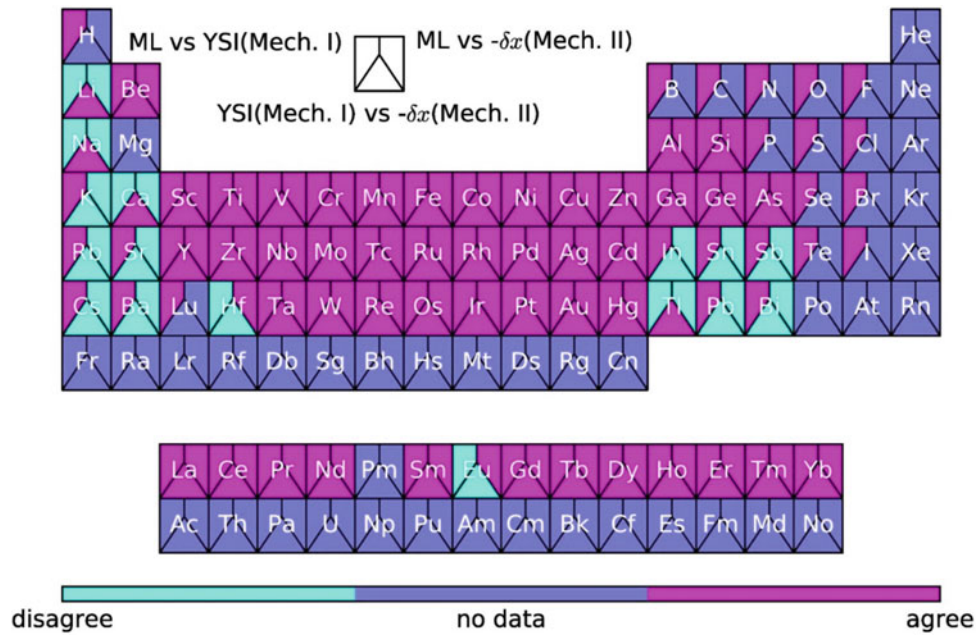 H He
ML vs YSI(Mech. I) ML vs -δx(Mech. II)
Li Be B C N O F Ne
YSI(Mech. I) vs -δx(Mech. II)
Na Mg Al Si P S Cl Ar
K Ca Sc Ti V Cr Mn Fe Co Ni Cu Zn Ga Ge As Se Br Kr
Rb Sr Y Zr Nb Mo Tc Ru Rh Pd Ag Cd In Sn Sb Te I Xe
Cs Ba Lu Hf Ta W Re Os Ir Pt Au Hg Tl Pb Bi Po At Rn
Fr Ra Lr Rf Db Sg Bh Hs Mt Ds Rg Cn
La Ce Pr Nd Pm Sm Eu Gd Tb Dy Ho Er Tm Yb
Ac Th Pa U Np Pu Am Cm Bk Cf Es Fm Md No
disagree no data agree